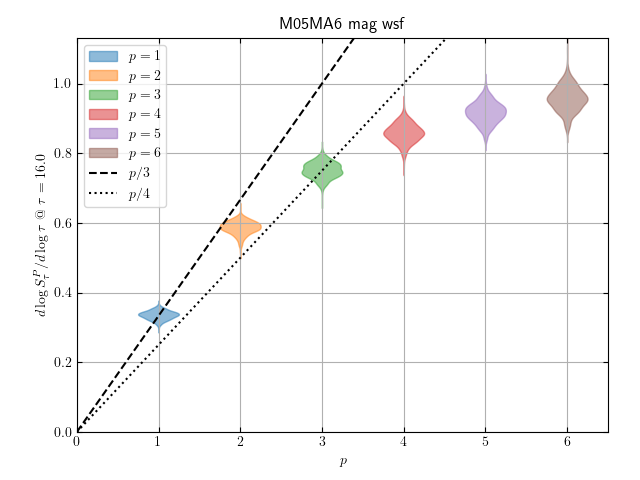 M05MA6 mag wsf
p = 1
p = 2
p = 3
p = 4
p = 5
p = 6
p/3
p/4
d log S_τ^P / d log τ @ τ = 16.0
1.0
0.8
0.6
0.4
0.2
0.0
0 1 2 3 4 5 6
p